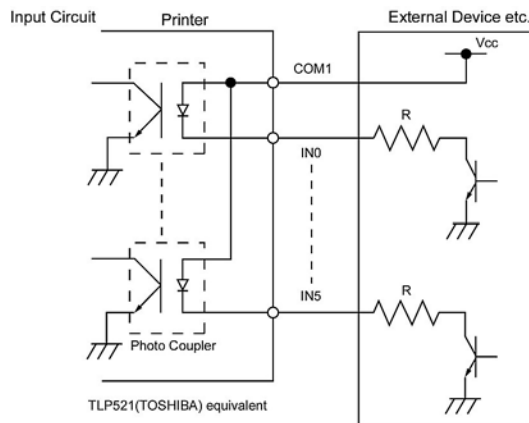 Input Circuit
Printer
External Device etc.
Vcc
COM1
R
IN0
R
IN5
Photo Coupler
TLP521(TOSHIBA) equivalent